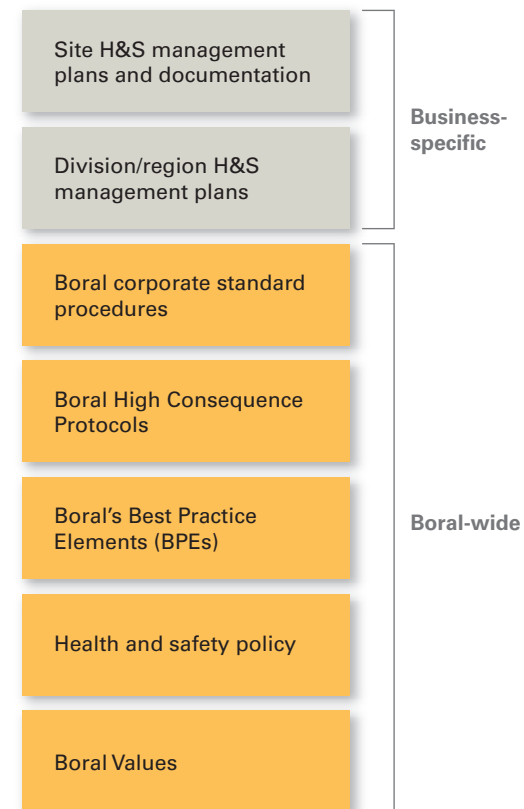 Site H&S management
plans and documentation
Business-
specific
Division/region H&S
management plans
Boral corporate standard
procedures
Boral High Consequence
Protocols
Boral's Best Practice
Elements (BPEs)
Boral-wide
Health and safety policy
Boral Values